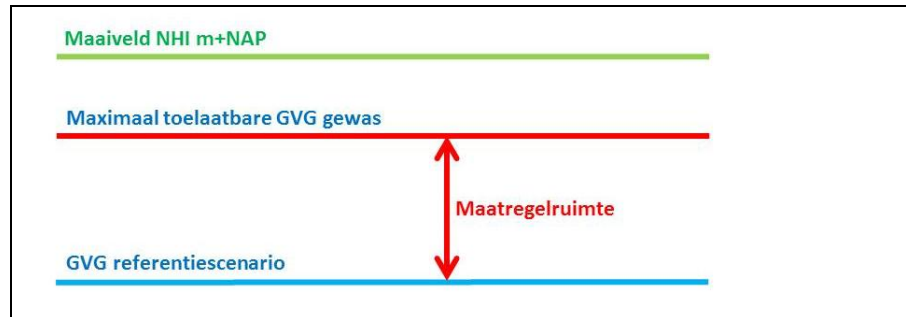 Maaiveld NHI m+NAP
Maximaal toelaatbare GVG gewas
Maatregelruimte
GVG referentiescenario